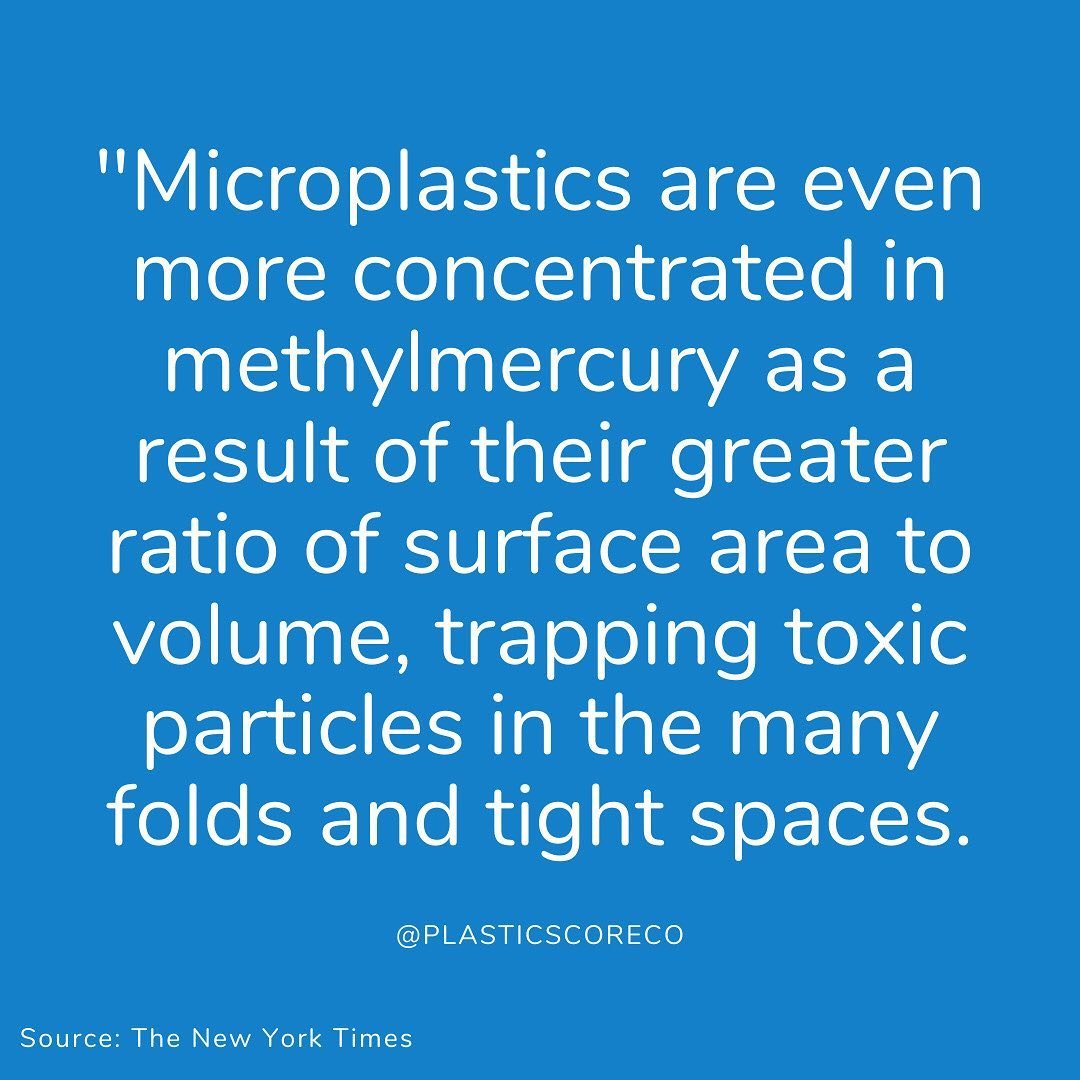 "Microplastics are even
more concentrated in
methylmercury as a
result of their greater
ratio of surface area to
volume, trapping toxic
particles in the many
folds and tight spaces.
@PLASTICSCORECO
Source: The New York Times